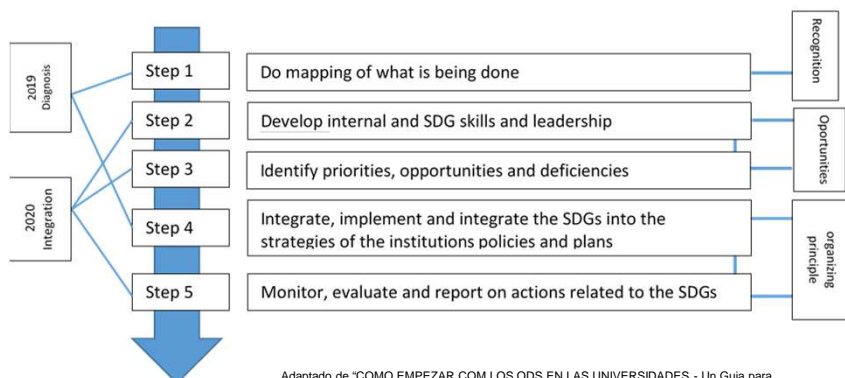 2019
Diagnosis
2020
Integration
Step 1
Do mapping of what is being done
Step 2
Develop internal and SDG skills and leadership
Step 3
Identify priorities, opportunities and deficiencies
Step 4
Integrate, implement and integrate the SDGs into the
strategies of the institutions policies and plans
Step 5
Monitor, evaluate and report on actions related to the SDGs
Recognition
Oportunities
organizing
principle
Adaptado de "COMO EMPEZAR COM LOS ODS EN LAS UNIVERSIDADES - Un Guia para